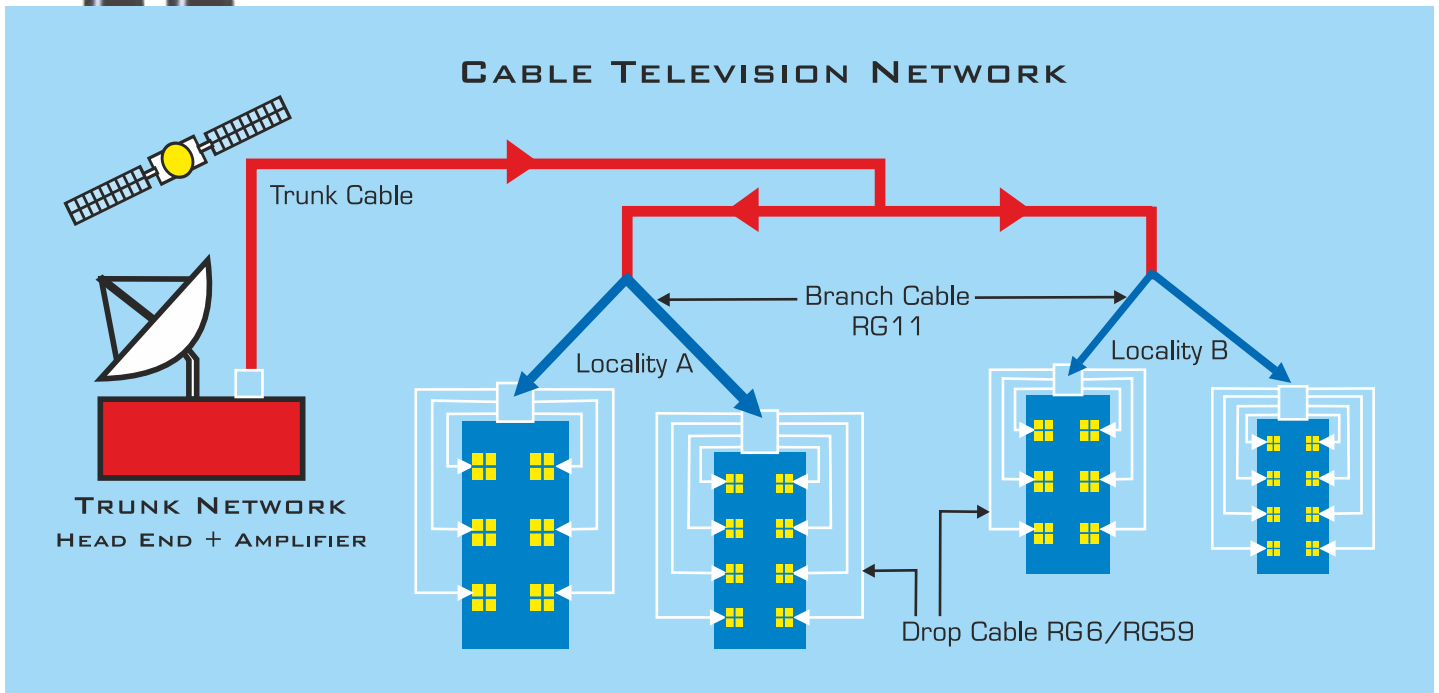 CABLE TELEVISION NETWORK
Trunk Cable
Branch Cable
RG11
Locality A
Locality B
TRUNK NETWORK
HEAD END + AMPLIFIER
Drop Cable RG6/RG59